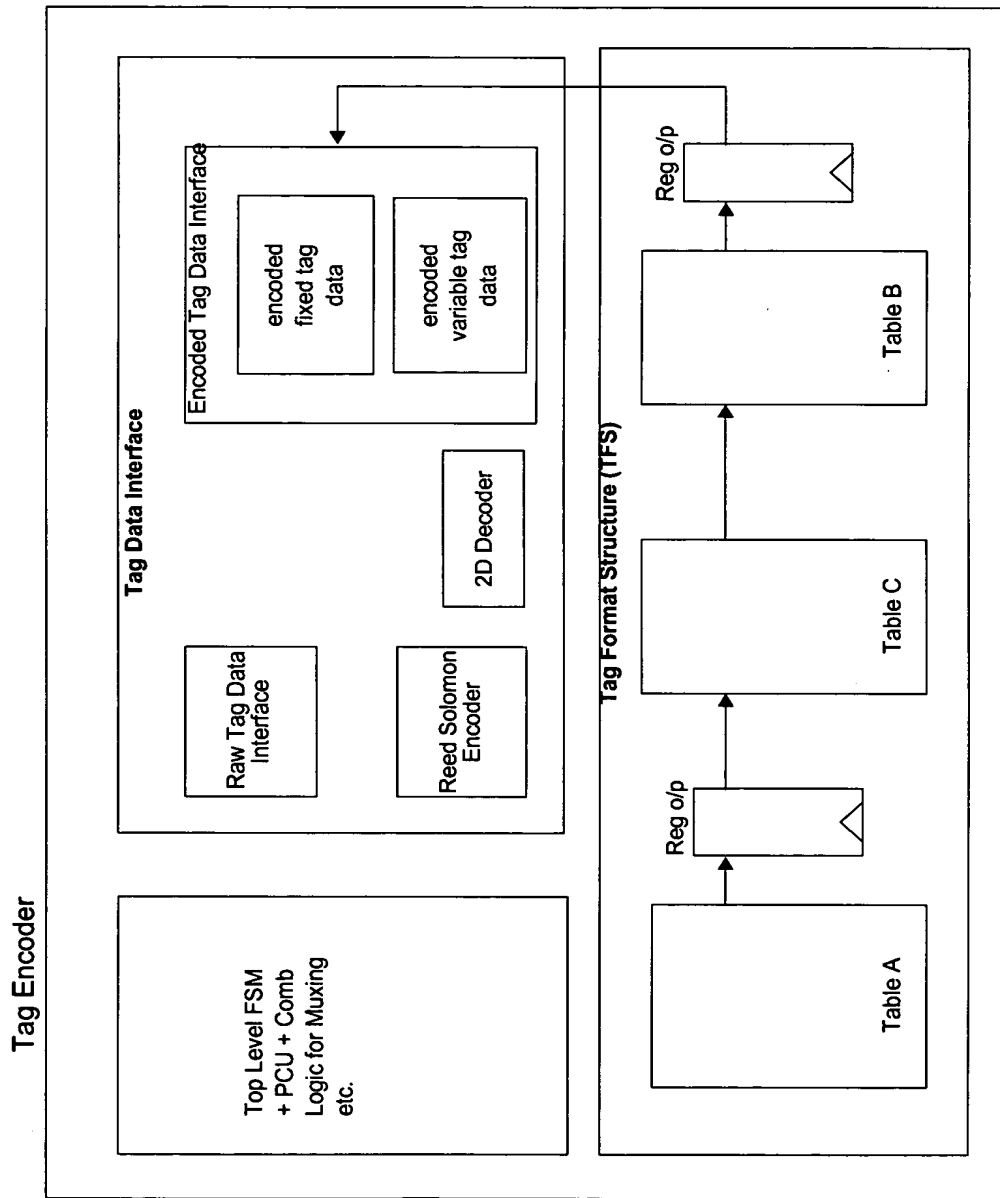 Tag Encoder
Top Level FSM
+ PCU + Comb
Logic for Muxing
etc.
Tag Data Interface
Raw Tag Data
Interface
Reed Solomon
Encoder
2D Decoder
Encoded Tag Data Interface
encoded
fixed tag
data
encoded
variable tag
data
Tag Format Structure (TFS)
Table A
Reg o/p
Table C
Table B
Reg o/p